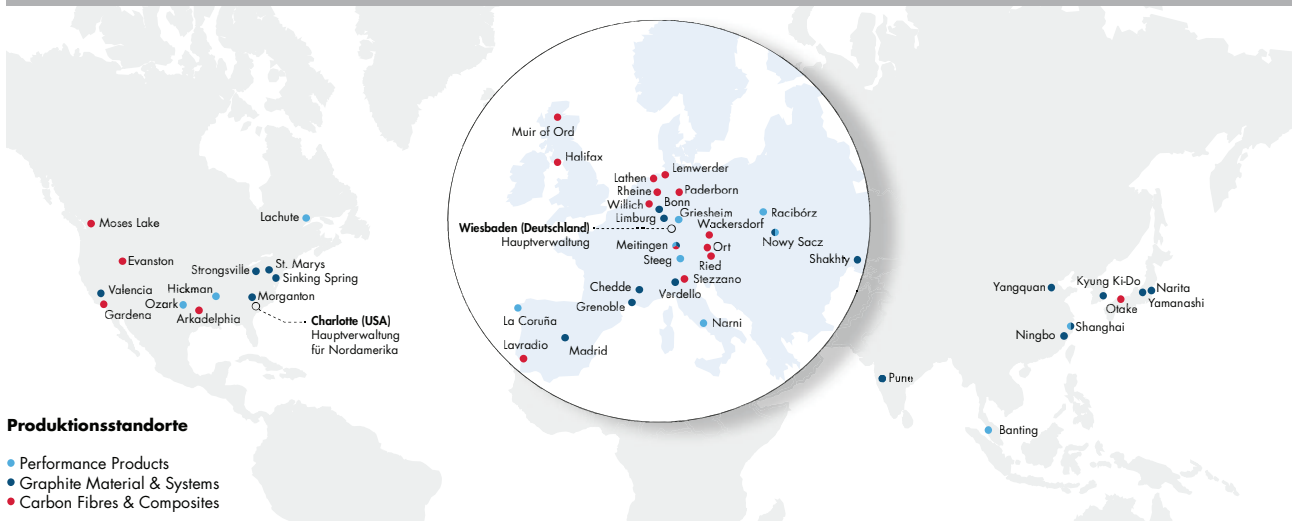 Moses Lake
Lachute
Evanston
St. Marys
Strongsville
Sinking Spring
Hickman
Valencia
Morganton
Ozark
Gardena
Arkadelphia
Charlotte (USA)
Hauptverwaltung
für Nordamerika
Muir of Ord
Halifax
Lemwerder
Lathen
Rheine
Paderborn
Willich
Bonn
Limburg
Griesheim
Racibórz
Wackersdorf
Wiesbaden (Deutschland)
Hauptverwaltung
Nowy Sacz
Meitingen
Ort
Steeg
Ried
Shakhty
Stezzano
Chedde
Verdello
Grenoble
La Coruña
Narni
Lavradio
Madrid
Yangquan
Kyung Ki-Do
Narita
Otake
Yamanashi
Shanghai
Ningbo
Pune
Banting
Produktionsstandorte
Performance Products
Graphite Material & Systems
Carbon Fibres & Composites